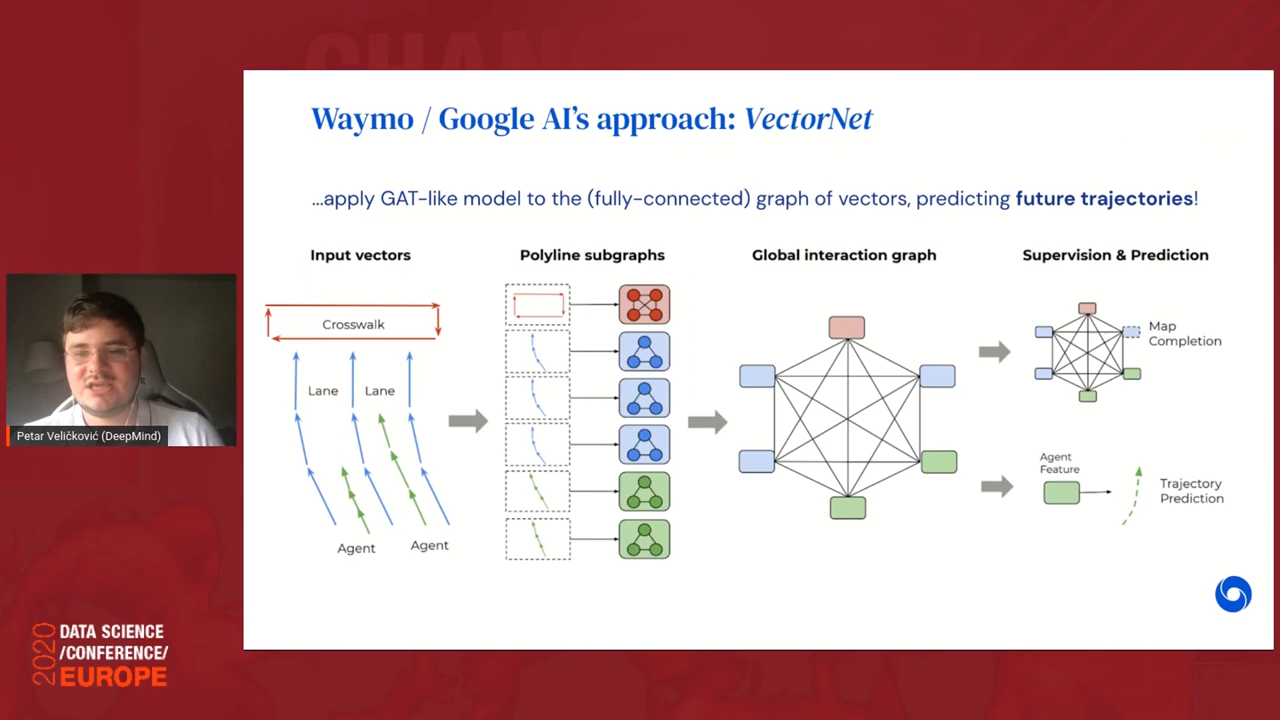 Waymo / Google AI's approach: VectorNet
...apply GAT-like model to the (fully-connected) graph of vectors, predicting future trajectories!
Input vectors
Polyline subgraphs
Global interaction graph
Supervision & Prediction
Crosswalk
Lane
Lane
Agent
Agent
Map
Completion
Agent
Feature
Trajectory
Prediction
Petar Veličković (DeepMind)
2020
DATA SCIENCE
/CONFERENCE/
EUROPE